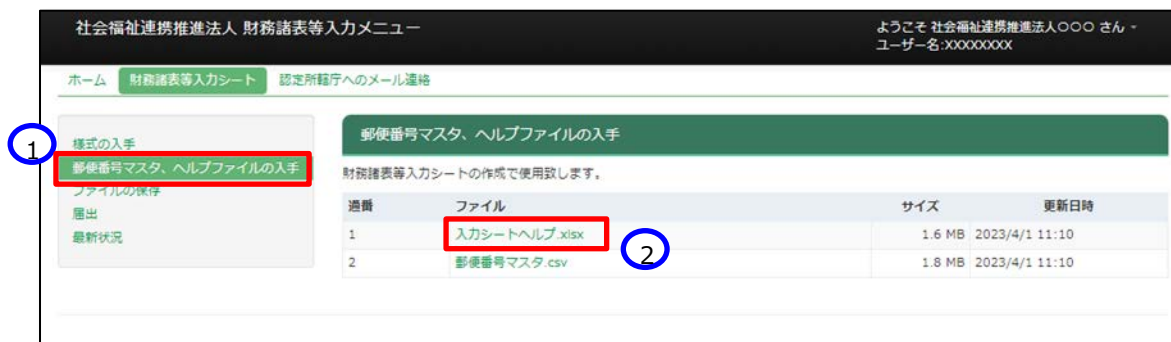 社会福祉連携推進法人 財務諸表等入力メニュー
ようこそ 社会福祉連携推進法人○○○ さん
ユーザー名:XXXXXXXX
ホーム 財務諸表等入力シート 認定所轄庁へのメール連絡
1
様式の入手
郵便番号マスタ、ヘルプファイルの入手
ファイルの保存
届出
最新状況
郵便番号マスタ、ヘルプファイルの入手
財務諸表等入力シートの作成で使用致します。
通番 ファイル サイズ 更新日時
1 入力シートヘルプ.xlsx 1.6 MB 2023/4/1 11:10
2
2 郵便番号マスタ.csv 1.8 MB 2023/4/1 11:10